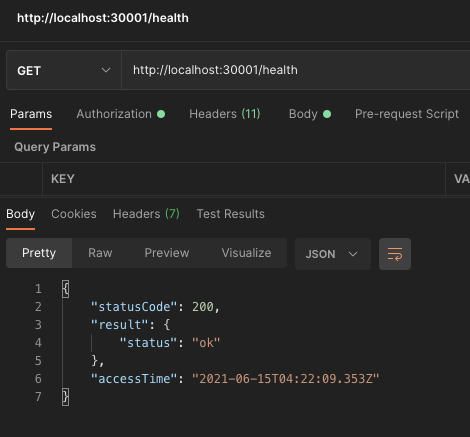 http://localhost:30001/health
GET http://localhost:30001/health
Params Authorization Headers (11) Body Pre-request Script
Query Params
KEY VA
Body Cookies Headers (7) Test Results
Pretty Raw Preview Visualize JSON
1 {
2 "statusCode": 200,
3 "result": {
4 "status": "ok"
5 },
6 "accessTime": "2021-06-15T04:22:09.353Z"
7 }